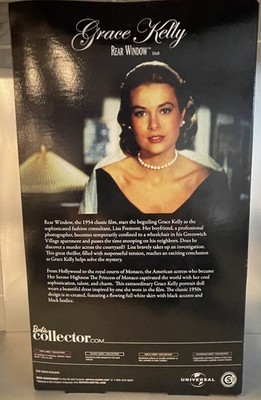 Grace Kelly
REAR WINDOW™ Doll
Rear Window, the 1954 classic film, stars the beguiling Grace Kelly as the
sophisticated fashion consultant, Lisa Fremont. Her boyfriend, a professional
photographer, becomes temporarily confined to a wheelchair in his Greenwich
Village apartment and passes the time snooping on his neighbors. Does he
discover a murder across the courtyard? Lisa bravely takes up an investigation.
This great thriller, filled with suspenseful tension, reaches an exciting conclusion
as Grace Kelly helps solve the mystery.
From Hollywood to the royal courts of Monaco, the American actress who became
Her Serene Highness The Princess of Monaco captivated the world with her cool
sophistication, talent, and charm. This extraordinary Grace Kelly portrait doll
wears a beautiful dress inspired by one she wore in the film. The classic 1950s
design is re-created, featuring a flowing full white skirt with black accents and
black bodice.
Barbie
collector.COM
UNIVERSAL